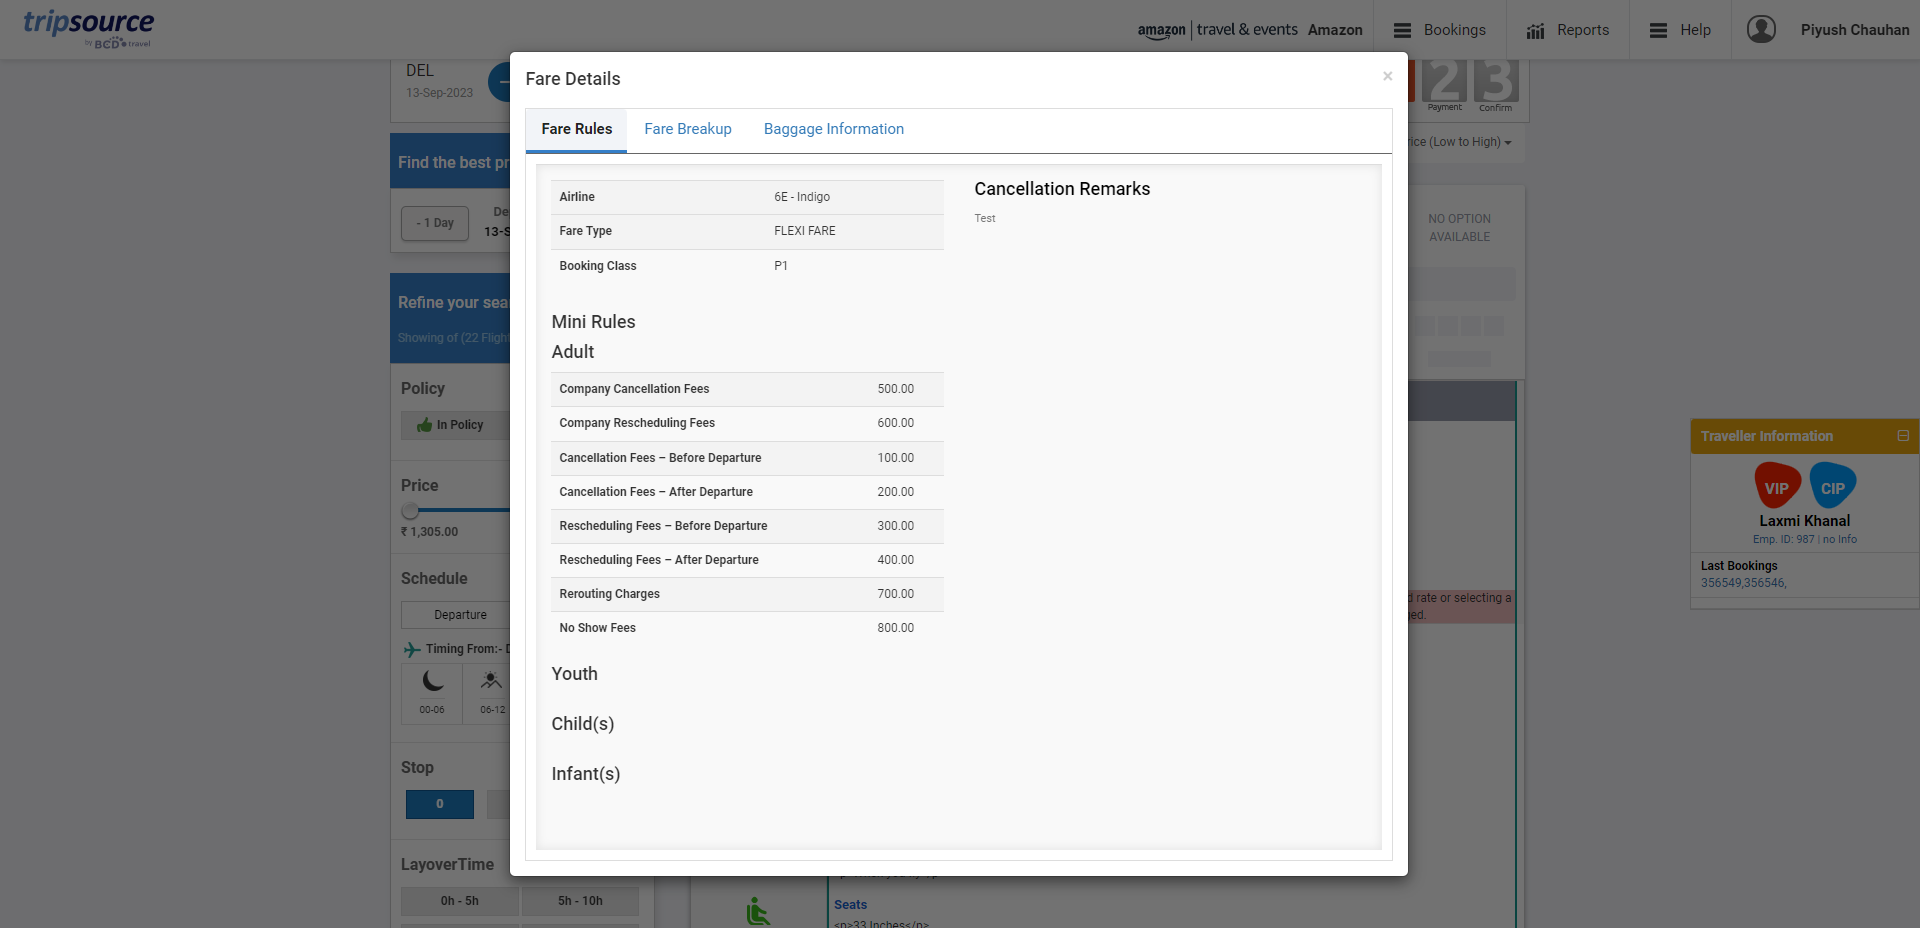 tripsource
by BCD travel
amazon | travel & events Amazon
Bookings
Reports
Help
Piyush Chauhan
DEL
13-Sep-2023
2 3
Payment Confirm
Find the best pr
rice (Low to High)
- 1 Day
De
13-S
NO OPTION
AVAILABLE
Refine your sea
Showing of (22 Flight
Policy
In Policy
Price
₹ 1,305.00
Schedule
Departure
Timing From:- D
00-06 06-12
Stop
0
LayoverTime
0h - 5h 5h - 10h
Fare Details
×
Fare Rules Fare Breakup Baggage Information
Airline 6E - Indigo
Fare Type FLEXI FARE
Booking Class P1
Cancellation Remarks
Test
Mini Rules
Adult
Company Cancellation Fees 500.00
Company Rescheduling Fees 600.00
Cancellation Fees – Before Departure 100.00
Cancellation Fees – After Departure 200.00
Rescheduling Fees – Before Departure 300.00
Rescheduling Fees – After Departure 400.00
Rerouting Charges 700.00
No Show Fees 800.00
Youth
Child(s)
Infant(s)
Traveller Information
VIP CIP
Laxmi Khanal
Emp. ID: 987 | no Info
Last Bookings
356549,356546,
d rate or selecting a
ged.
Seats
<p>33 Inches</p>